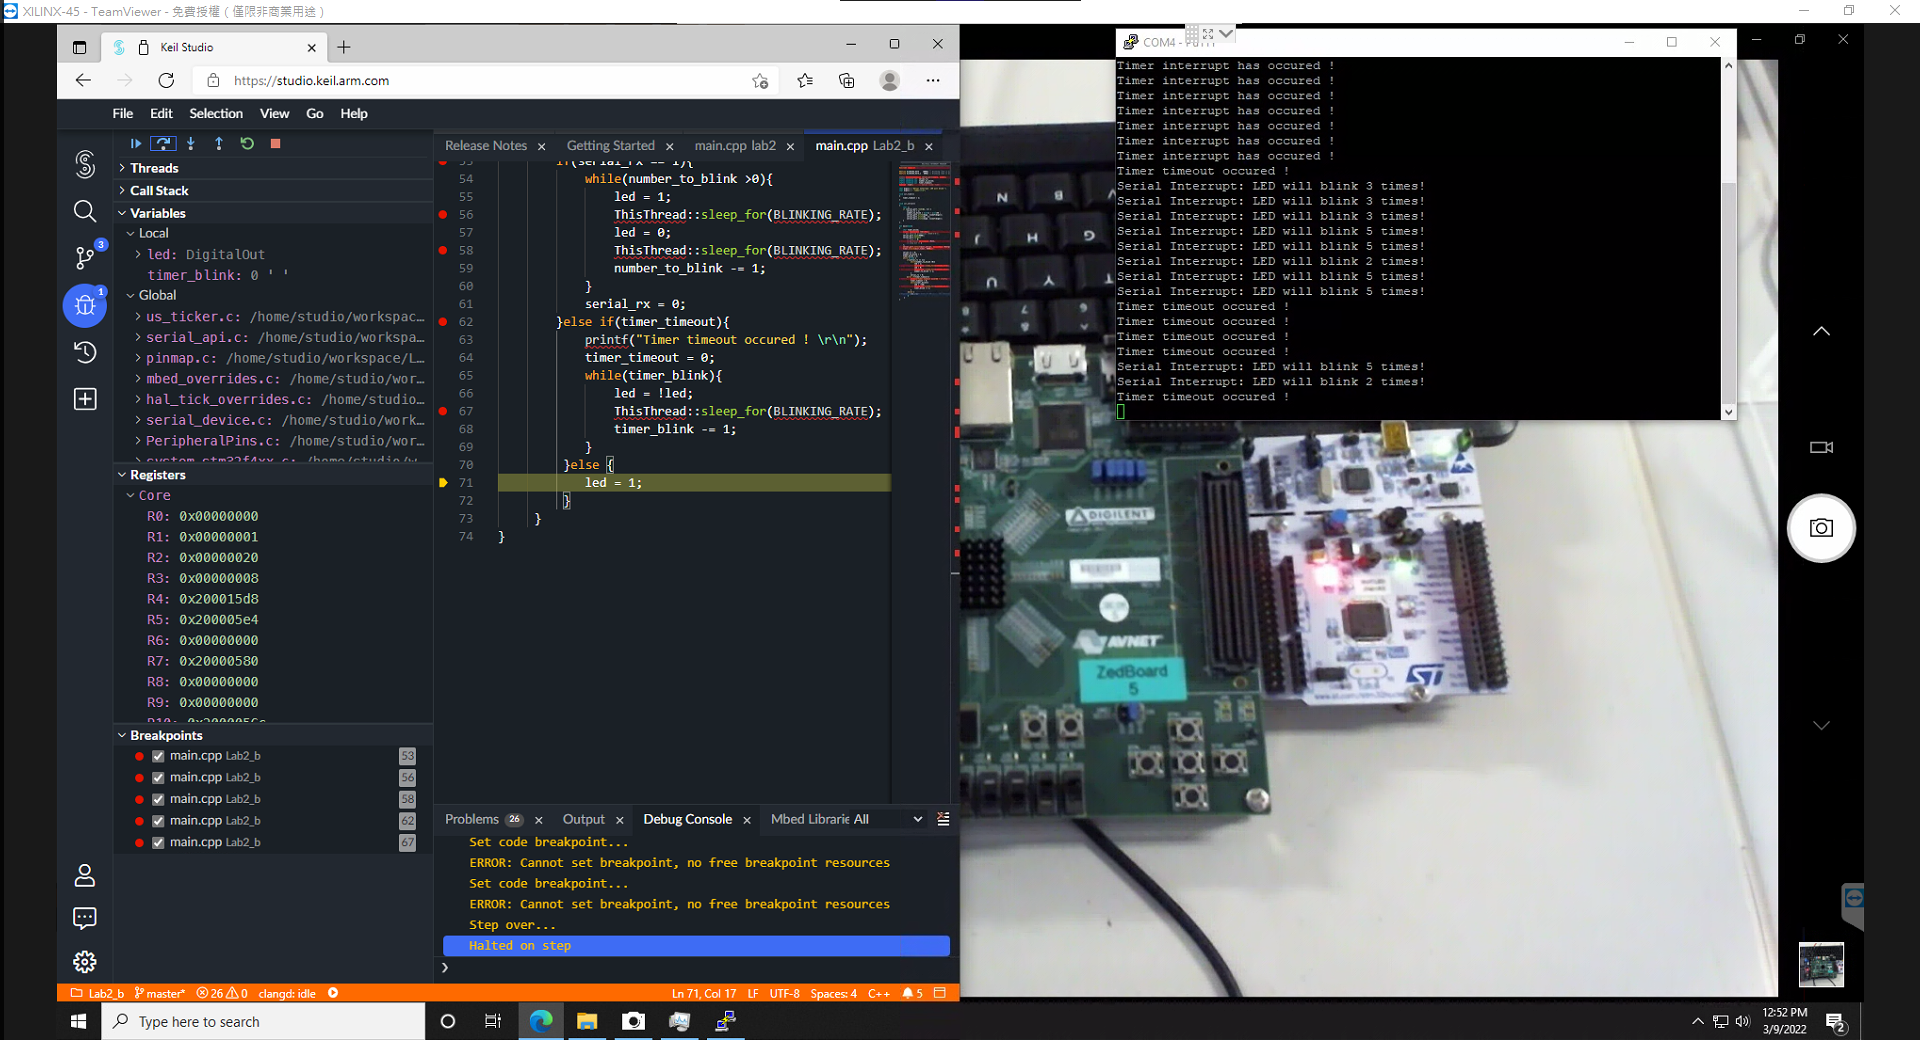 XILINX-45 - TeamViewer - 免費授權（僅限非商業用途）
Keil Studio
https://studio.keil.arm.com
File Edit Selection View Go Help
Threads
Call Stack
Variables
Local
led: DigitalOut
timer_blink: 0 ' '
Global
us_ticker.c: /home/studio/workspac...
serial_api.c: /home/studio/workspa...
pinmap.c: /home/studio/workspace/L...
mbed_overrides.c: /home/studio/wor...
hal_tick_overrides.c: /home/studio...
serial_device.c: /home/studio/work...
PeripheralPins.c: /home/studio/wor...
system_stm32f4xx.c: /home/studio/w...
3
1
Registers
Core
R0: 0x00000000
R1: 0x00000001
R2: 0x00000020
R3: 0x00000008
R4: 0x200015d8
R5: 0x200005e4
R6: 0x00000000
R7: 0x20000580
R8: 0x00000000
R9: 0x00000000
Breakpoints
main.cpp Lab2_b 53
main.cpp Lab2_b 56
main.cpp Lab2_b 58
main.cpp Lab2_b 62
main.cpp Lab2_b 67
Release Notes Getting Started main.cpp lab2 main.cpp Lab2_b
53 if(serial_rx == 1){
54 while(number_to_blink >0){
55 led = 1;
56 ThisThread::sleep_for(BLINKING_RATE);
57 led = 0;
58 ThisThread::sleep_for(BLINKING_RATE);
59 number_to_blink -= 1;
60 }
61 serial_rx = 0;
62 }else if(timer_timeout){
63 printf("Timer timeout occured ! \r\n");
64 timer_timeout = 0;
65 while(timer_blink){
66 led = !led;
67 ThisThread::sleep_for(BLINKING_RATE);
68 timer_blink -= 1;
69 }
70 }else {
71 led = 1;
72 }
73 }
74 }
Problems 26 Output Debug Console Mbed Librarie All
Set code breakpoint...
ERROR: Cannot set breakpoint, no free breakpoint resources
Set code breakpoint...
ERROR: Cannot set breakpoint, no free breakpoint resources
Step over...
Halted on step
Lab2_b master* 26 0 clangd: idle Ln 71, Col 17 LF UTF-8 Spaces: 4 C++ 5
COM4 - PuTTY
Timer interrupt has occured !
Timer interrupt has occured !
Timer interrupt has occured !
Timer interrupt has occured !
Timer interrupt has occured !
Timer interrupt has occured !
Timer interrupt has occured !
Timer timeout occured !
Serial Interrupt: LED will blink 3 times!
Serial Interrupt: LED will blink 3 times!
Serial Interrupt: LED will blink 3 times!
Serial Interrupt: LED will blink 5 times!
Serial Interrupt: LED will blink 5 times!
Serial Interrupt: LED will blink 2 times!
Serial Interrupt: LED will blink 5 times!
Serial Interrupt: LED will blink 5 times!
Timer timeout occured !
Timer timeout occured !
Timer timeout occured !
Timer timeout occured !
Serial Interrupt: LED will blink 5 times!
Serial Interrupt: LED will blink 2 times!
Timer timeout occured !
N
J H G
U Y
DIGILENT
AVNET
ZedBoard
5
ST
Type here to search
12:52 PM
3/9/2022
2